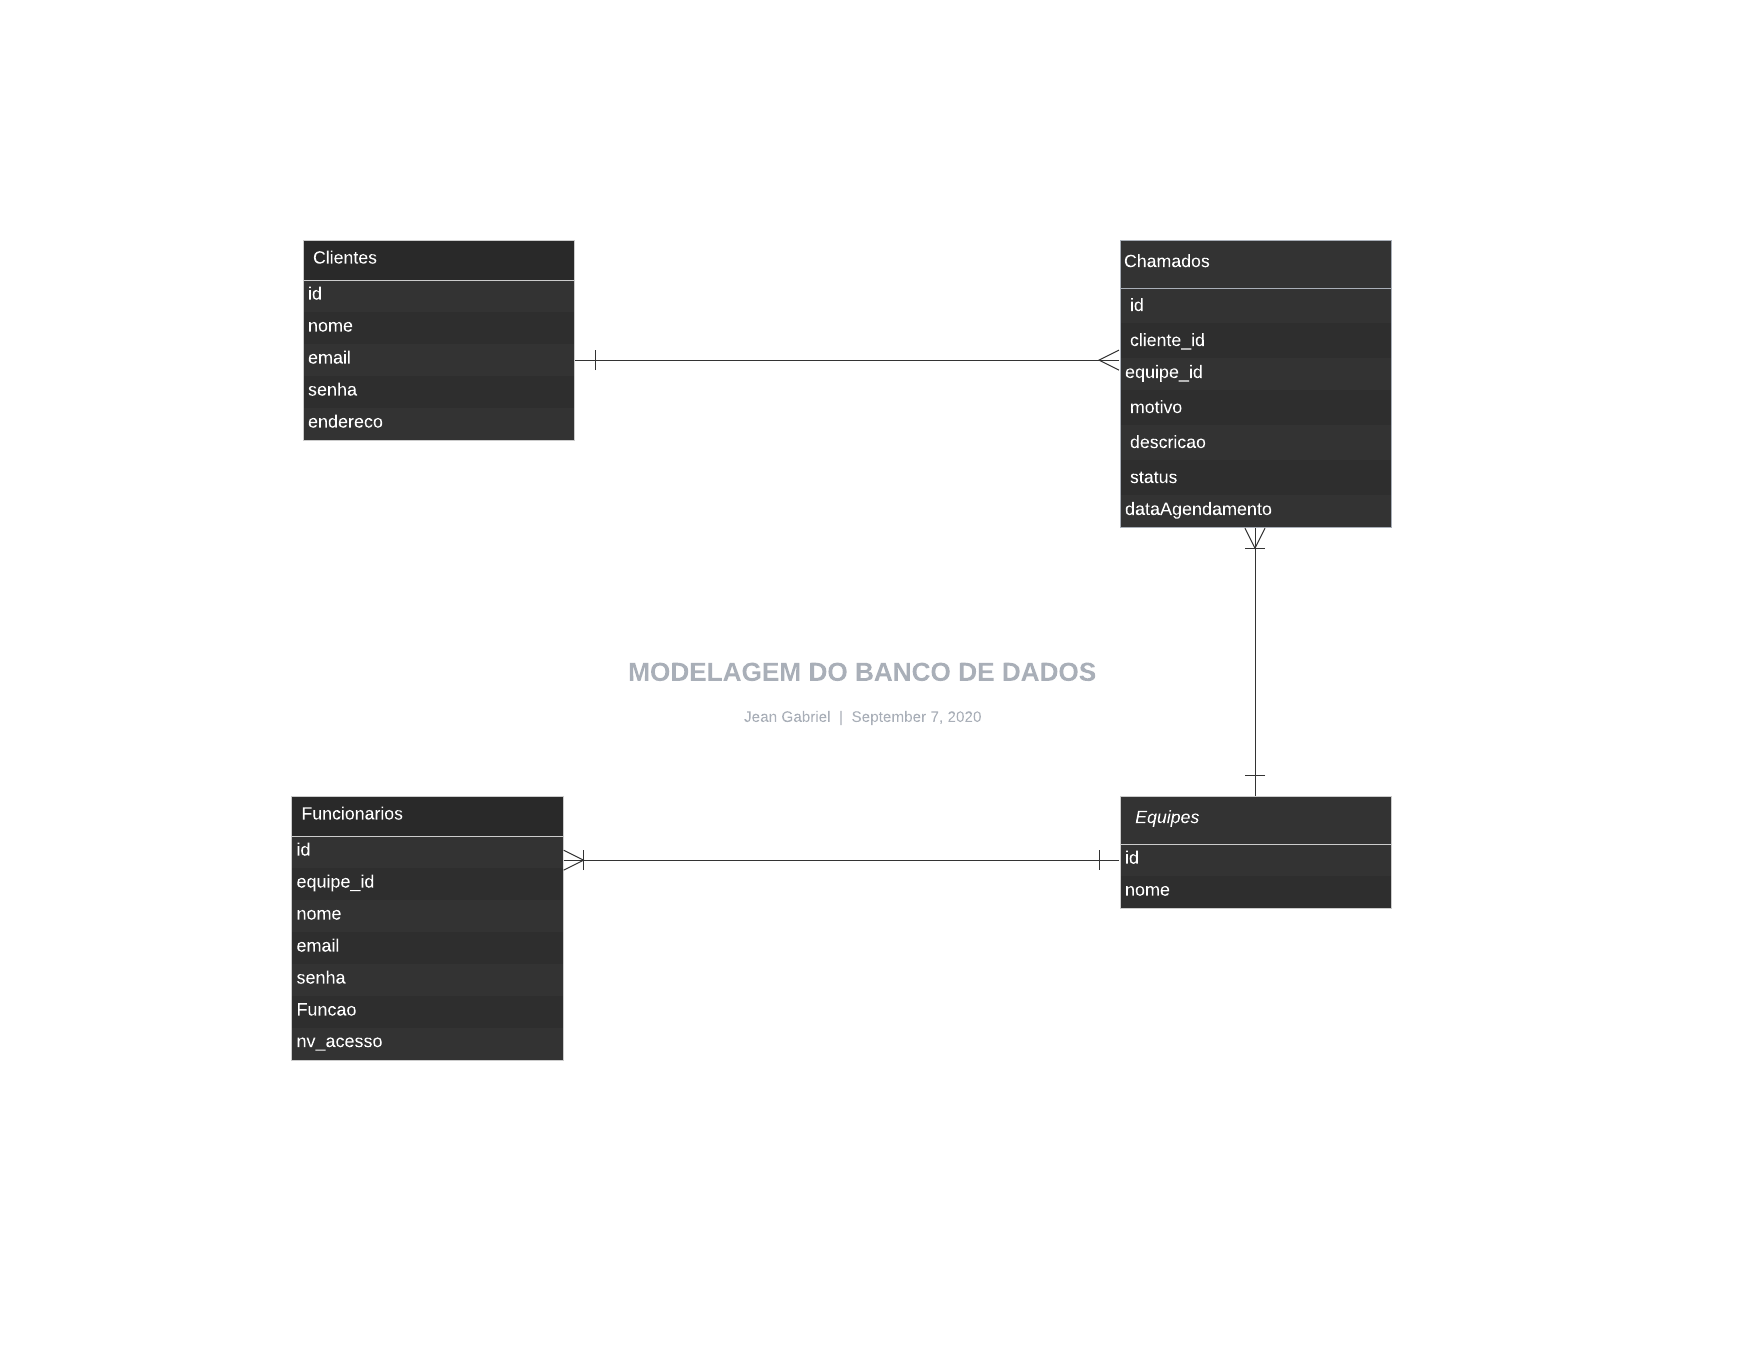 Clientes
id
nome
email
senha
endereco
Chamados
id
cliente_id
equipe_id
motivo
descricao
status
dataAgendamento
MODELAGEM DO BANCO DE DADOS
Jean Gabriel | September 7, 2020
Funcionarios
id
equipe_id
nome
email
senha
Funcao
nv_acesso
Equipes
id
nome